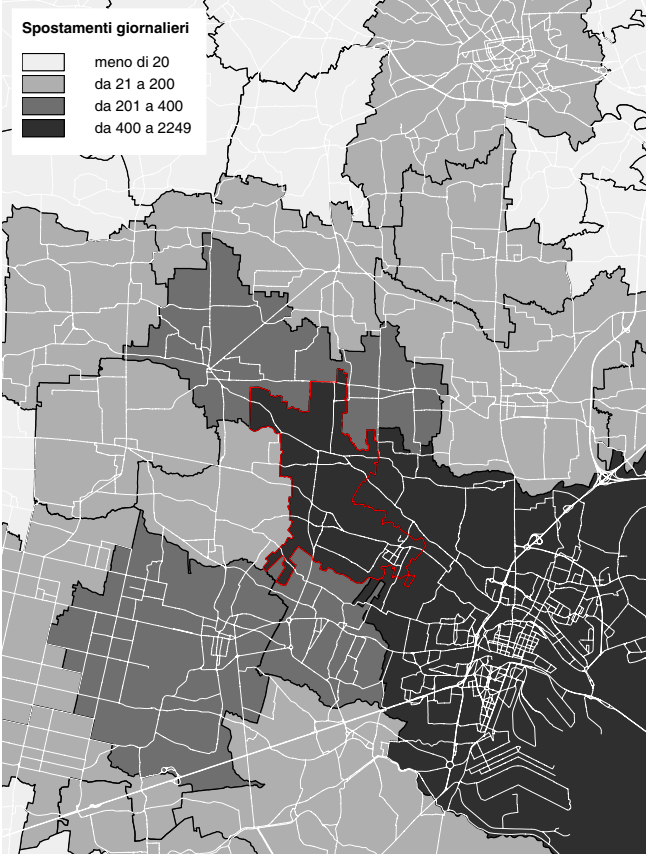 Spostamenti giornalieri
meno di 20
da 21 a 200
da 201 a 400
da 400 a 2249